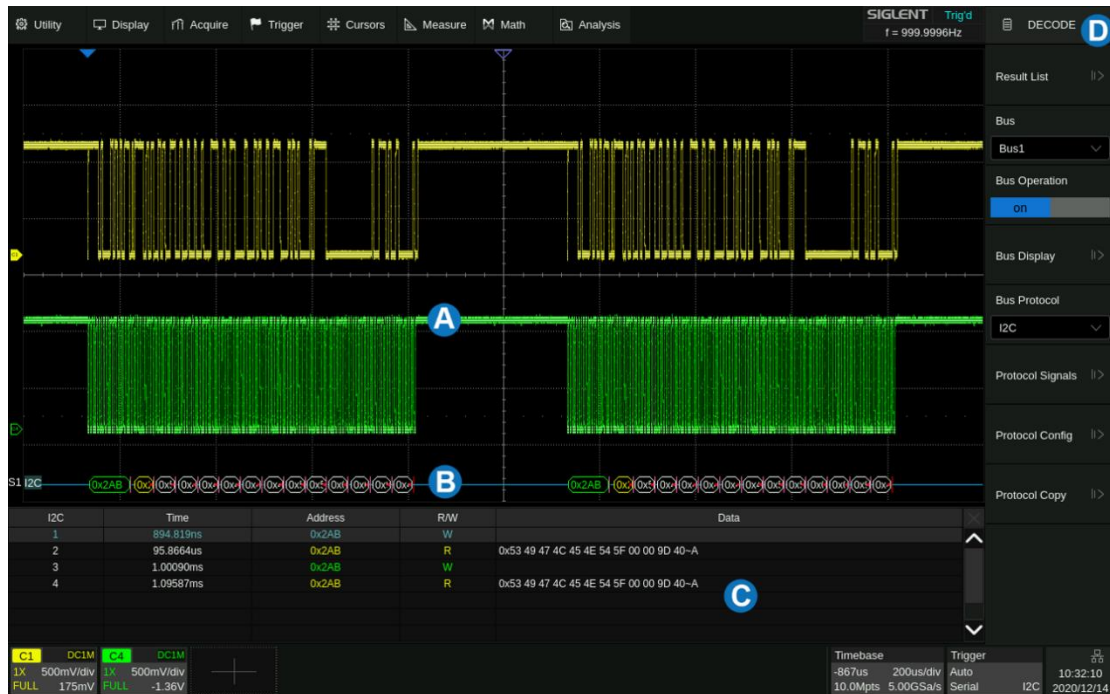 Utility Display Acquire Trigger Cursors Measure Math Analysis SIGLENT Trig'd
f = 999.9996Hz
DECODE D
Result List
Bus
Bus1
Bus Operation
on
Bus Display
Bus Protocol
I2C
Protocol Signals
Protocol Config
Protocol Copy
A
S1 I2C 0x2AB B 0x2AB
I2C Time Address R/W Data
1 894.819ns 0x2AB W
2 95.8664us 0x2AB R 0x53 49 47 4C 45 4E 54 5F 00 00 9D 40~A
3 1.00090ms 0x2AB W
4 1.09587ms 0x2AB R 0x53 49 47 4C 45 4E 54 5F 00 00 9D 40~A
C
C1 DC1M C4 DC1M Timebase Trigger
1X 500mV/div 1X 500mV/div -867us 200us/div Auto 10:32:10
FULL 175mV FULL -1.36V 10.0Mpts 5.00GSa/s Serial I2C 2020/12/14